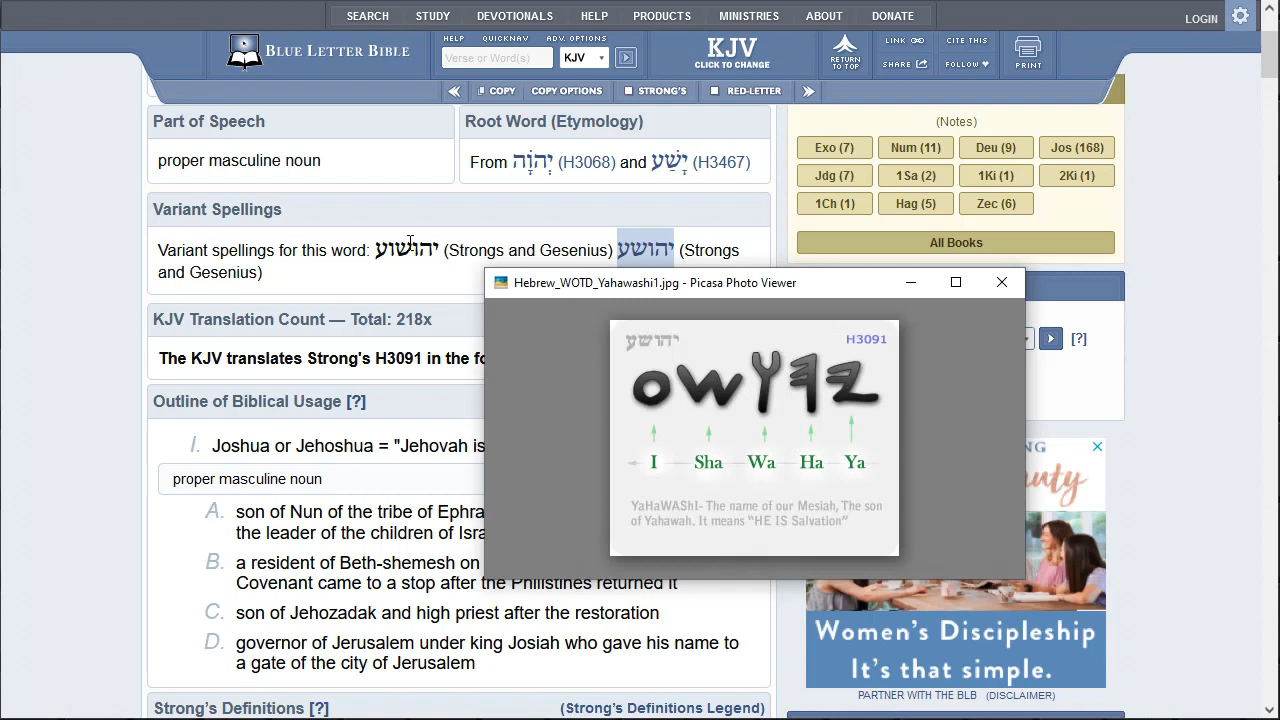 SEARCH STUDY DEVOTIONALS HELP PRODUCTS MINISTRIES ABOUT DONATE
LOGIN
BLUE LETTER BIBLE
HELP QUICKNAV ADV. OPTIONS
Verse or Word(s)
KJV
KJV
CLICK TO CHANGE
RETURN
TO TOP
LINK
CITE THIS
SHARE
FOLLOW
PRINT
COPY COPY OPTIONS STRONG'S RED-LETTER
Part of Speech
proper masculine noun
Root Word (Etymology)
From יְהֹוָה (H3068) and יָשַׁע (H3467)
Variant Spellings
Variant spellings for this word: יהושוע (Strongs and Gesenius) יהושע (Strongs
and Gesenius)
KJV Translation Count — Total: 218x
The KJV translates Strong's H3091 in the fo
Outline of Biblical Usage [?]
I. Joshua or Jehoshua = "Jehovah is
proper masculine noun
A. son of Nun of the tribe of Ephra
the leader of the children of Isra
B. a resident of Beth-shemesh on
Covenant came to a stop after the Philistines returned it
C. son of Jehozadak and high priest after the restoration
D. governor of Jerusalem under king Josiah who gave his name to
a gate of the city of Jerusalem
Strong's Definitions [?] (Strong's Definitions Legend)
(Notes)
Exo (7) Num (11) Deu (9) Jos (168)
Jdg (7) 1Sa (2) 1Ki (1) 2Ki (1)
1Ch (1) Hag (5) Zec (6)
All Books
[?]
Hebrew_WOTD_Yahawashi1.jpg - Picasa Photo Viewer
יהושע
H3091
𐤉𐤄𐤅𐤔𐤏
I Sha Wa Ha Ya
YaHaWAShI- The name of our Mesiah, The son
of Yahawah. It means "HE IS Salvation"
NG
eauty
Women's Discipleship
It's that simple.
PARTNER WITH THE BLB (DISCLAIMER)